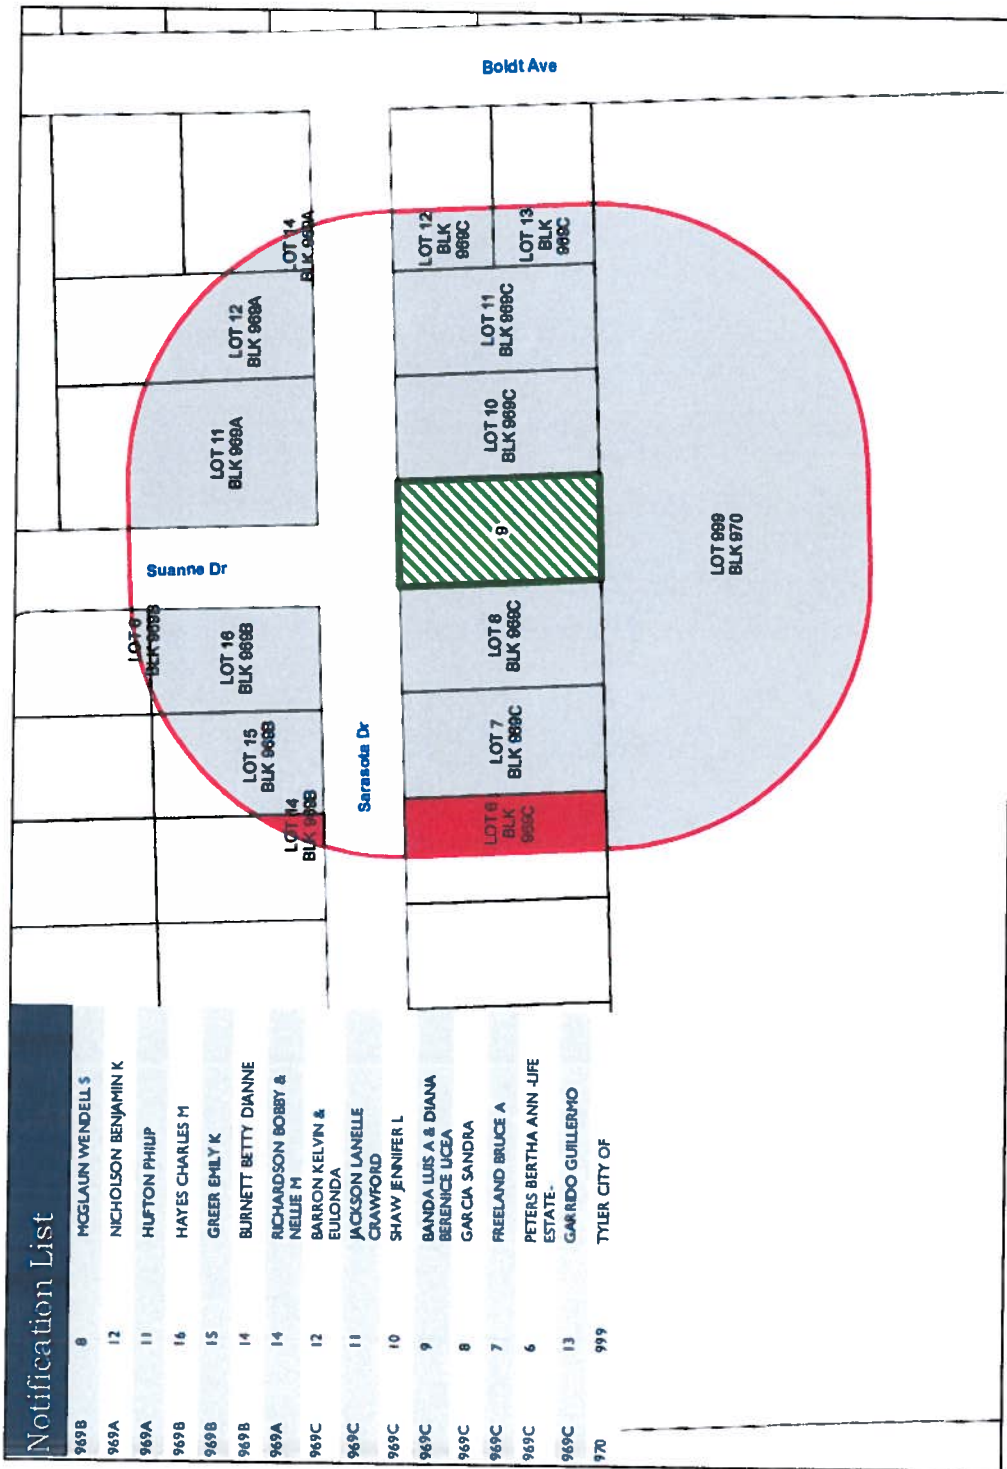 Notification List
969B 8 MCGLAUN WENDELL S
969A 12 NICHOLSON BENJAMIN K
969A 11 HUFTON PHILIP
969B 16 HAYES CHARLES M
969B 15 GREER EMILY K
969B 14 BURNETT BETTY DIANNE
969A 14 RICHARDSON BOBBY &
NELLIE M
969C 12 BARRON KELVIN &
EULONDA
969C 11 JACKSON LANELLE
CRAWFORD
969C 10 SHAW JENNIFER L
969C 9 BANDA LUIS A & DIANA
BERENICE LICEA
969C 8 GARCIA SANDRA
969C 7 FREELAND BRUCE A
969C 6 PETERS BERTHA ANN -LIFE
ESTATE-
969C 13 GARRIDO GUILLERMO
970 999 TYLER CITY OF
LOT 8
BLK 969B
Suanne Dr
LOT 14
BLK 969B
LOT 15
BLK 969B
LOT 16
BLK 969B
LOT 11
BLK 969A
LOT 12
BLK 969A
LOT 14
BLK 969A
Sarasota Dr
Boldt Ave
LOT 6
BLK
969C
LOT 7
BLK 969C
LOT 8
BLK 969C
9
LOT 10
BLK 969C
LOT 11
BLK 969C
LOT 12
BLK
969C
LOT 13
BLK
969C
LOT 999
BLK 970